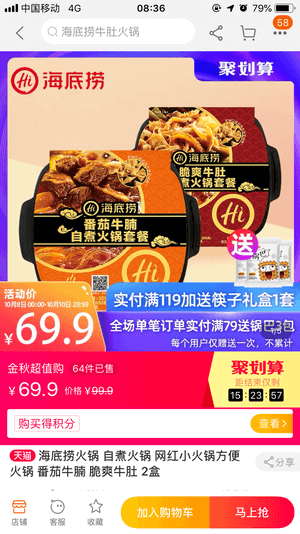 中国移动 4G 08:36 79%
海底捞牛肚火锅
58
Hi 海底捞
聚划算
Hi 海底捞
脆爽牛肚
自煮火锅套餐
Hi 海底捞
番茄牛腩
自煮火锅套餐
Hi
Hi
送
活动价
10月8日 00:00-10月10日 23:59
¥69.9
实付满119加送筷子礼盒1套
全场单笔订单实付满79送锅巴3包
每个用户仅赠送一次，不累计
金秋超值购 64件已售
¥69.9 价格 ¥99.9
聚划算
距结束仅剩
15:23:57
购买得积分
查看>
天猫 海底捞火锅 自煮火锅 网红小火锅方便
火锅 番茄牛腩 脆爽牛肚 2盒
分享
店铺
客服
收藏
加入购物车
马上抢